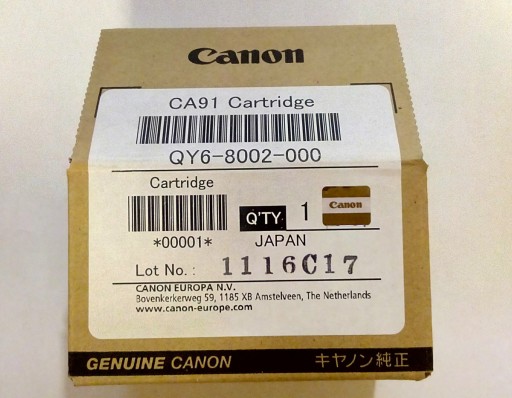 Canon
CA91 Cartridge
QY6-8002-000
Cartridge
Q'TY 1 Canon
*00001* JAPAN
Lot No. : 1116C17
CANON EUROPA N.V.
Bovenkerkerweg 59, 1185 XB Amstelveen, The Netherlands
www.canon-europe.com
GENUINE CANON キヤノン純正